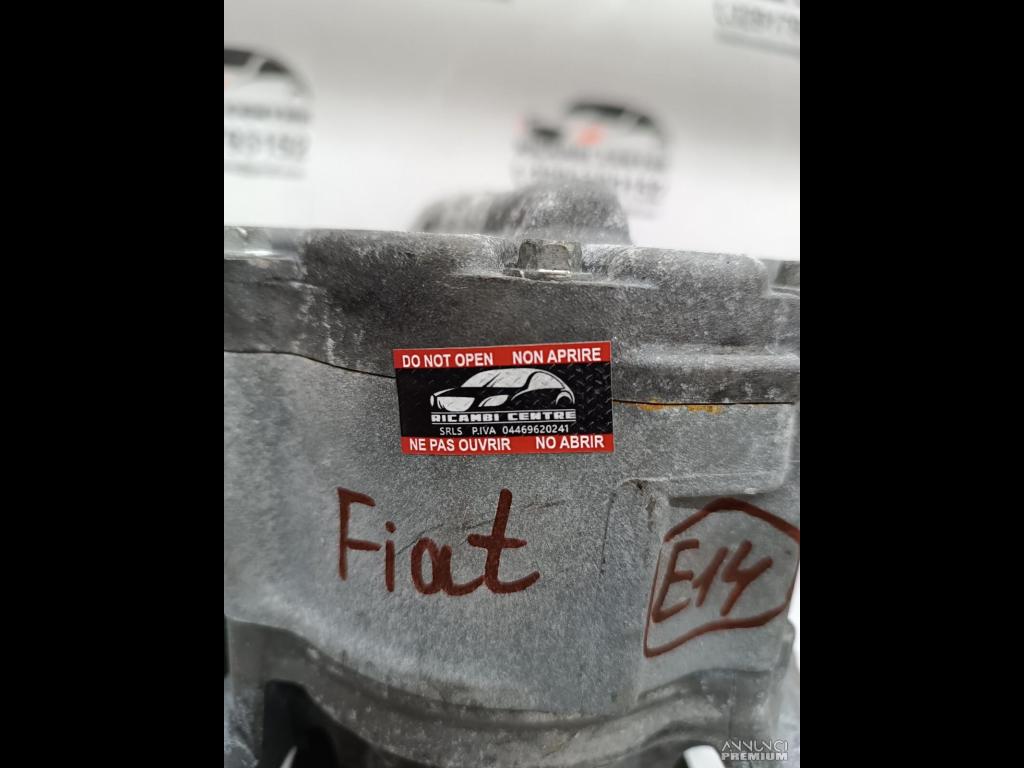 DO NOT OPEN NON APRIRE
RICAMBI CENTRE
SRLS P.IVA 04469620241
NE PAS OUVRIR NO ABRIR
Fiat
E14
ANNUNCI
PREMIUM